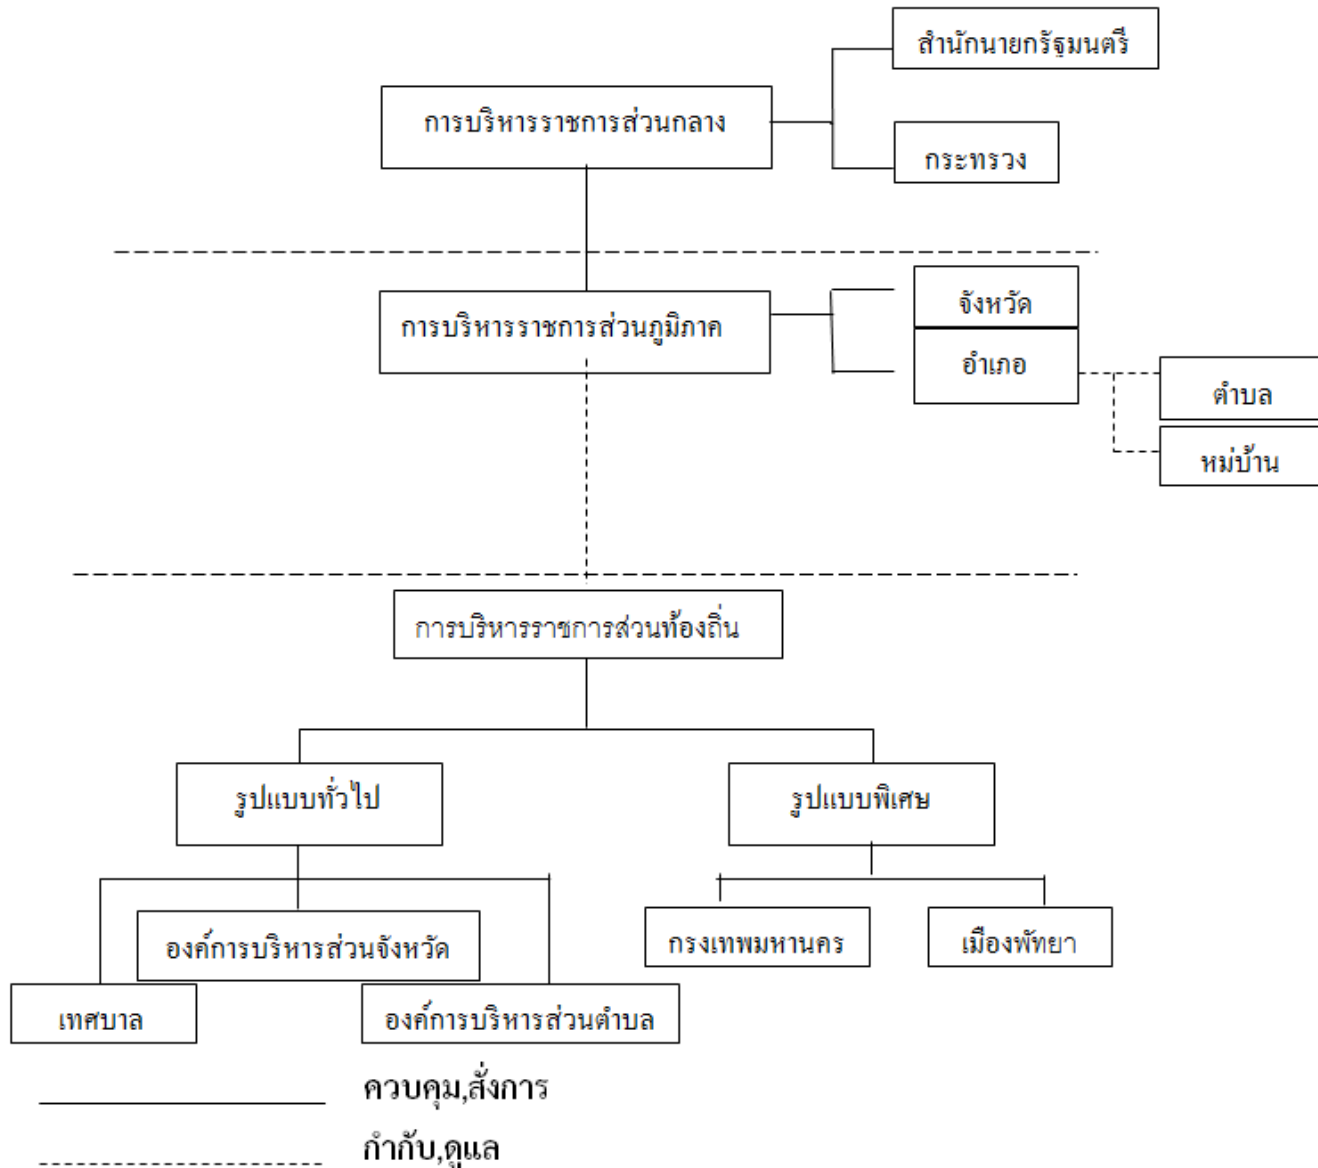 สำนักนายกรัฐมนตรี
การบริหารราชการส่วนกลาง
กระทรวง
จังหวัด
การบริหารราชการส่วนภูมิภาค
อำเภอ
ตำบล
หมู่บ้าน
การบริหารราชการส่วนท้องถิ่น
รูปแบบทั่วไป
รูปแบบพิเศษ
องค์การบริหารส่วนจังหวัด
กรุงเทพมหานคร
เมืองพัทยา
เทศบาล
องค์การบริหารส่วนตำบล
ควบคุม,สั่งการ
กำกับ,ดูแล